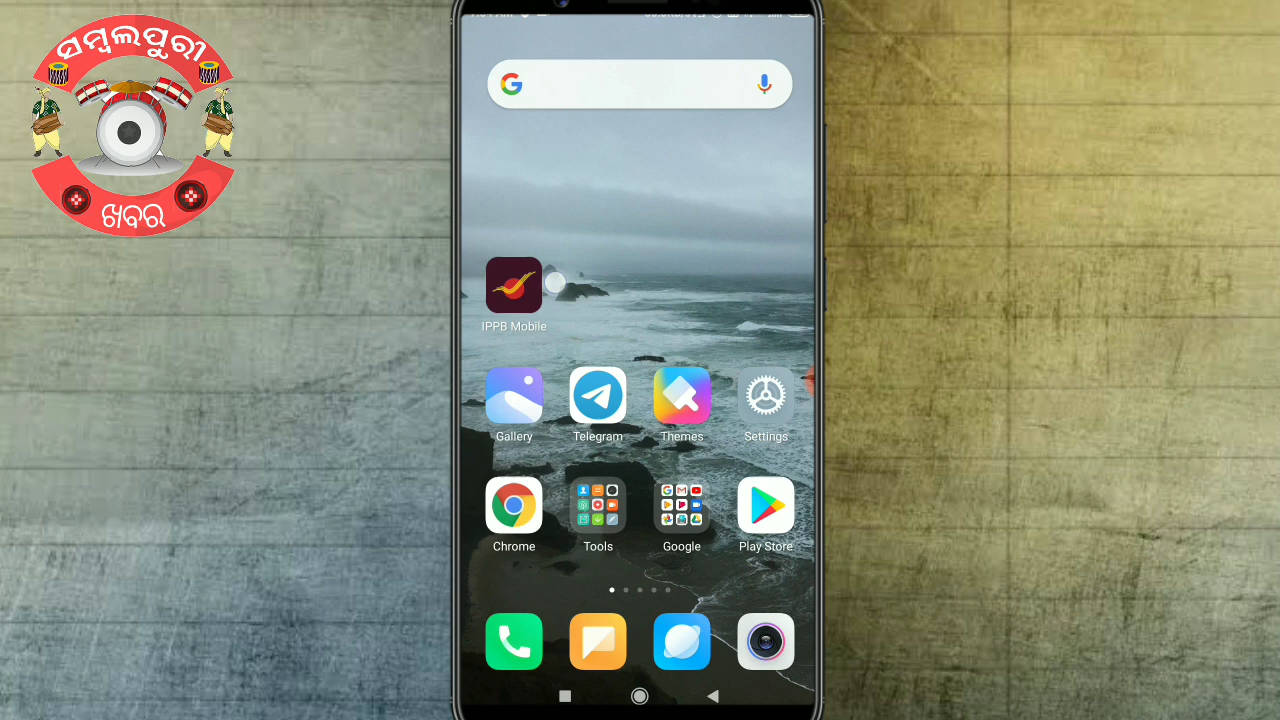 ସମ୍ବଲପୁରୀ
ଖବର
IPPB Mobile
Gallery
Telegram
Themes
Settings
Chrome
Tools
Google
Play Store